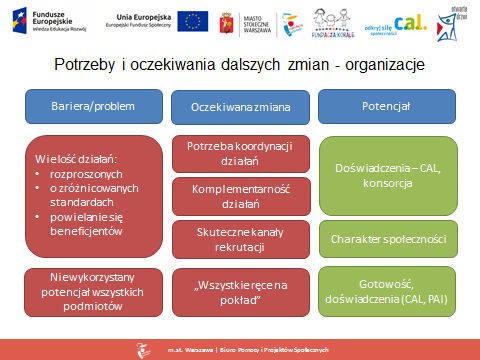 Fundusze
Europejskie
Wiedza Edukacja Rozwój
Unia Europejska
Europejski Fundusz Społeczny
MIASTO
STOŁECZNE
WARSZAWA
FUNDACJA KORALE
odkryj siłę
społeczności
cal.
otwarte
drzwi
Potrzeby i oczekiwania dalszych zmian - organizacje
Bariera/problem
Oczekiwana zmiana
Potencjał
Wielość działań:
• rozproszonych
• o zróżnicowanych
standardach
• powielanie się
beneficjentów
Potrzeba koordynacji
działań
Komplementarność
działań
Skuteczne kanały
rekrutacji
Doświadczenia – CAL,
konsorcja
Charakter społeczności
Niewykorzystany
potencjał wszystkich
podmiotów
„Wszystkie ręce na
pokład”
Gotowość,
doświadczenia (CAL, PAI)
m.st. Warszawa | Biuro Pomocy i Projektów Społecznych